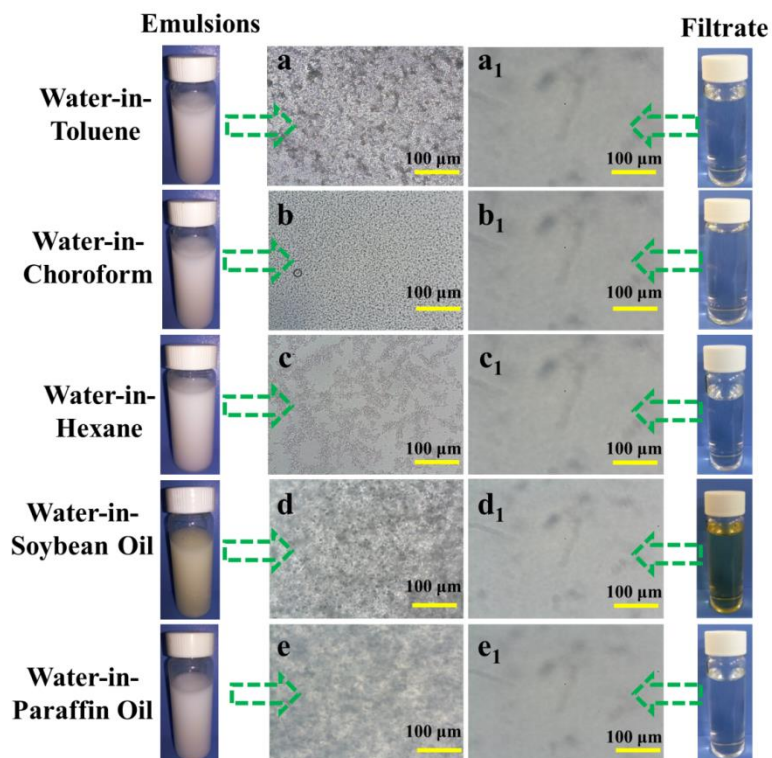 Emulsions
Filtrate
Water-in-
Toluene
a
100 µm
a1
100 µm
Water-in-
Choroform
b
100 µm
b1
100 µm
Water-in-
Hexane
c
100 µm
c1
100 µm
Water-in-
Soybean Oil
d
100 µm
d1
100 µm
Water-in-
Paraffin Oil
e
100 µm
e1
100 µm